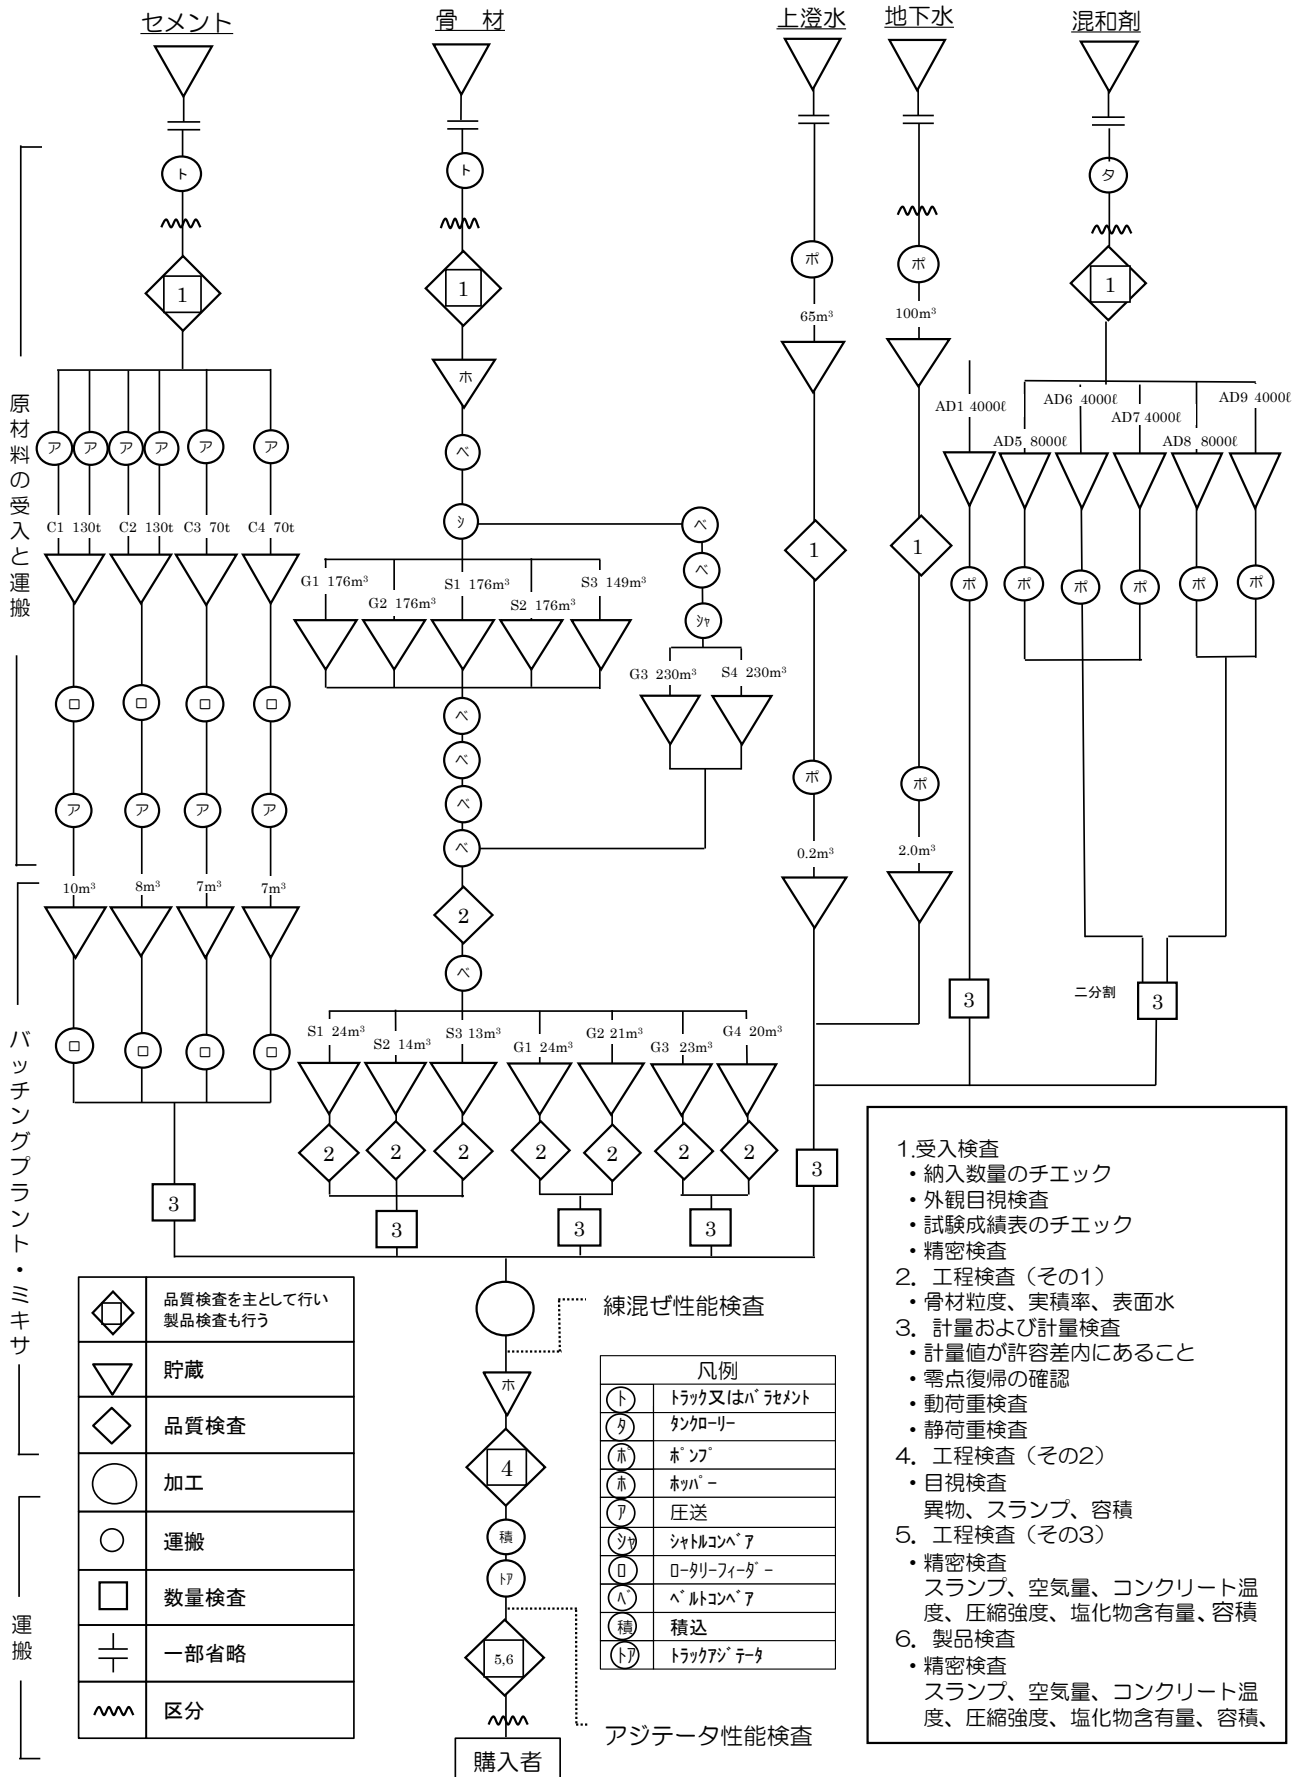 セメント
骨　材
上澄水
地下水
混和剤
ト
ト
タ
ポ
ポ
1
1
1
65m³
100m³
ホ
原材料の受入と運搬
AD1 4000ℓ
AD6 4000ℓ
AD7 4000ℓ
AD9 4000ℓ
AD5 8000ℓ
AD8 8000ℓ
ア
ア
ア
ア
ア
ア
ベ
C1 130t
C2 130t
C3 70t
C4 70t
シ
ベ
1
1
ベ
G1 176m³
G2 176m³
S1 176m³
S2 176m³
S3 149m³
ポ
ポ
ポ
ポ
ポ
ポ
シャ
G3 230m³
S4 230m³
ロ
ロ
ロ
ロ
ベ
ベ
ベ
ベ
ア
ア
ア
ア
ポ
ポ
0.2m³
2.0m³
10m³
8m³
7m³
7m³
2
ベ
3
二分割
3
バッチングプラント・ミキサ
ロ
ロ
ロ
ロ
S1 24m³
S2 14m³
S3 13m³
G1 24m³
G2 21m³
G3 23m³
G4 20m³
2
2
2
2
2
2
2
3
3
3
3
3
1.受入検査
・納入数量のチエック
・外観目視検査
・試験成績表のチエック
・精密検査
2．工程検査（その1）
・骨材粒度、実積率、表面水
3．計量および計量検査
・計量値が許容差内にあること
・零点復帰の確認
・動荷重検査
・静荷重検査
4．工程検査（その2）
・目視検査
異物、スランプ、容積
5．工程検査（その3）
・精密検査
スランプ、空気量、コンクリート温
度、圧縮強度、塩化物含有量、容積
6．製品検査
・精密検査
スランプ、空気量、コンクリート温
度、圧縮強度、塩化物含有量、容積、
品質検査を主として行い
製品検査も行う
貯蔵
品質検査
加工
運搬
数量検査
一部省略
区分
練混ぜ性能検査
ホ
4
積
トア
5,6
アジテータ性能検査
購入者
凡例
ト　ﾄﾗｯｸ又はﾊﾞﾗｾﾒﾝﾄ
タ　ﾀﾝｸﾛｰﾘｰ
ホ　ﾎﾟﾝﾌﾟ
ホ　ﾎｯﾊﾟｰ
ア　圧送
シャ　ｼｬﾄﾙｺﾝﾍﾞｱ
ロ　ﾛｰﾀﾘｰﾌｨｰﾀﾞｰ
ベ　ﾍﾞﾙﾄｺﾝﾍﾞｱ
積　積込
トア　ﾄﾗｯｸｱｼﾞﾃｰﾀ
運搬